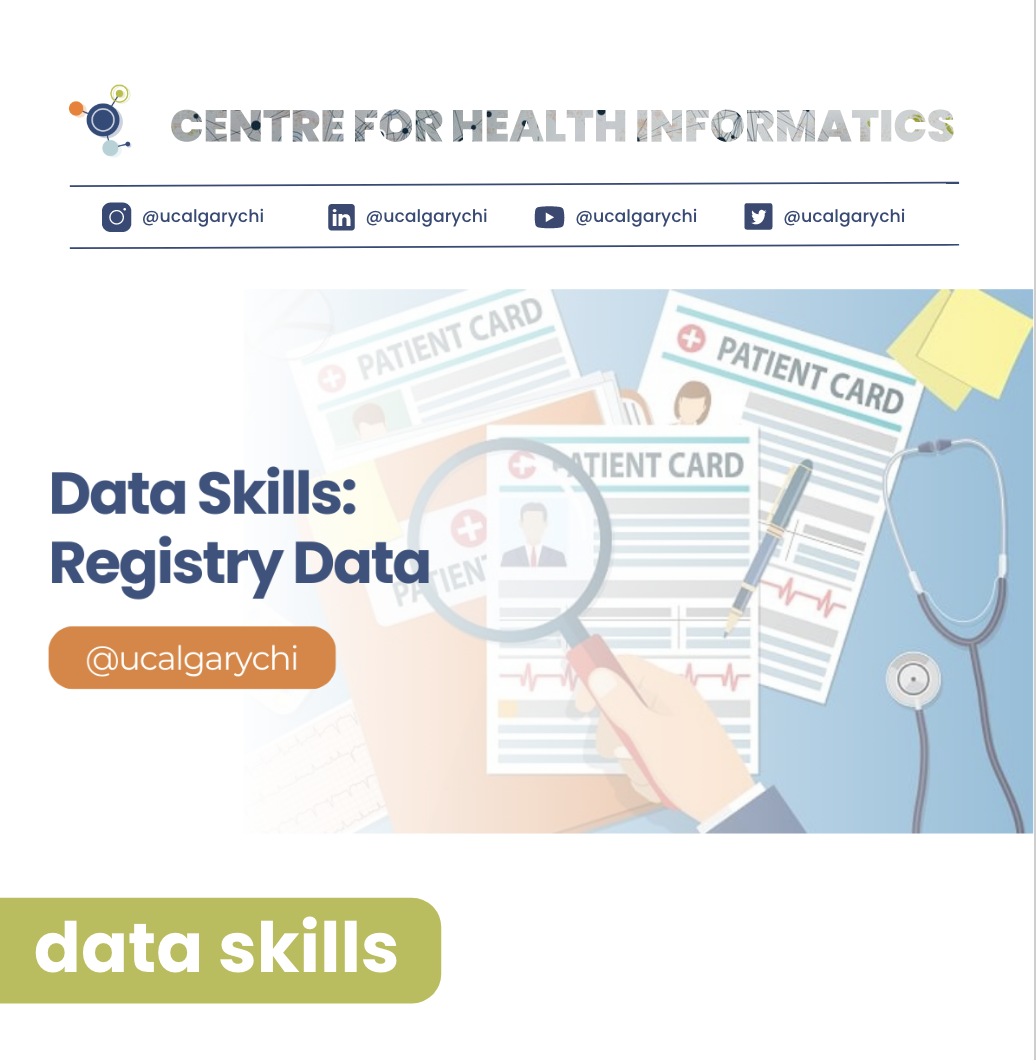 CENTRE FOR HEALTH INFORMATICS
@ucalgarychi @ucalgarychi @ucalgarychi @ucalgarychi
PATIENT CARD
PATIENT CARD
PATIENT CARD
Data Skills:
Registry Data
PATIENT
@ucalgarychi
data skills